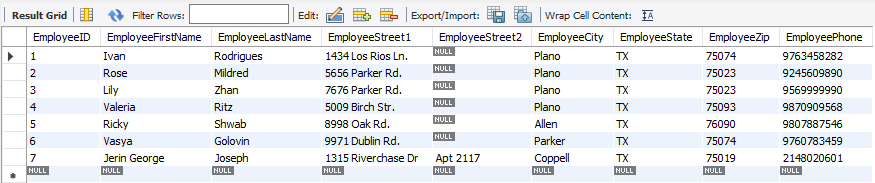 Result Grid Filter Rows: Edit: Export/Import: Wrap Cell Content: IA
EmployeeID EmployeeFirstName EmployeeLastName EmployeeStreet1 EmployeeStreet2 EmployeeCity EmployeeState EmployeeZip EmployeePhone
1 Ivan Rodrigues 1434 Los Rios Ln. NULL Plano TX 75074 9763458282
2 Rose Mildred 5656 Parker Rd. NULL Plano TX 75023 9245609890
3 Lily Zhan 7676 Parker Rd. NULL Plano TX 75023 9569999990
4 Valeria Ritz 5009 Birch Str. NULL Plano TX 75093 9870909568
5 Ricky Shwab 8998 Oak Rd. NULL Allen TX 76090 9807887546
6 Vasya Golovin 9971 Dublin Rd. NULL Parker TX 75074 9760783459
7 Jerin George Joseph 1315 Riverchase Dr Apt 2117 Coppell TX 75019 2148020601
NULL NULL NULL NULL NULL NULL NULL NULL NULL